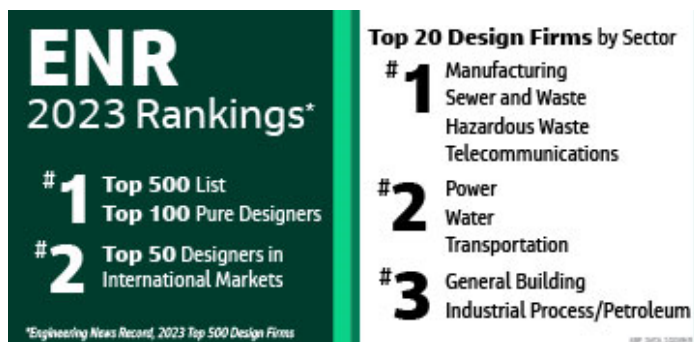 ENR
2023 Rankings*
#1 Top 500 List
Top 100 Pure Designers
#2 Top 50 Designers in
International Markets
*Engineering News Record, 2023 Top 500 Design Firms
Top 20 Design Firms by Sector
#1 Manufacturing
Sewer and Waste
Hazardous Waste
Telecommunications
#2 Power
Water
Transportation
#3 General Building
Industrial Process/Petroleum